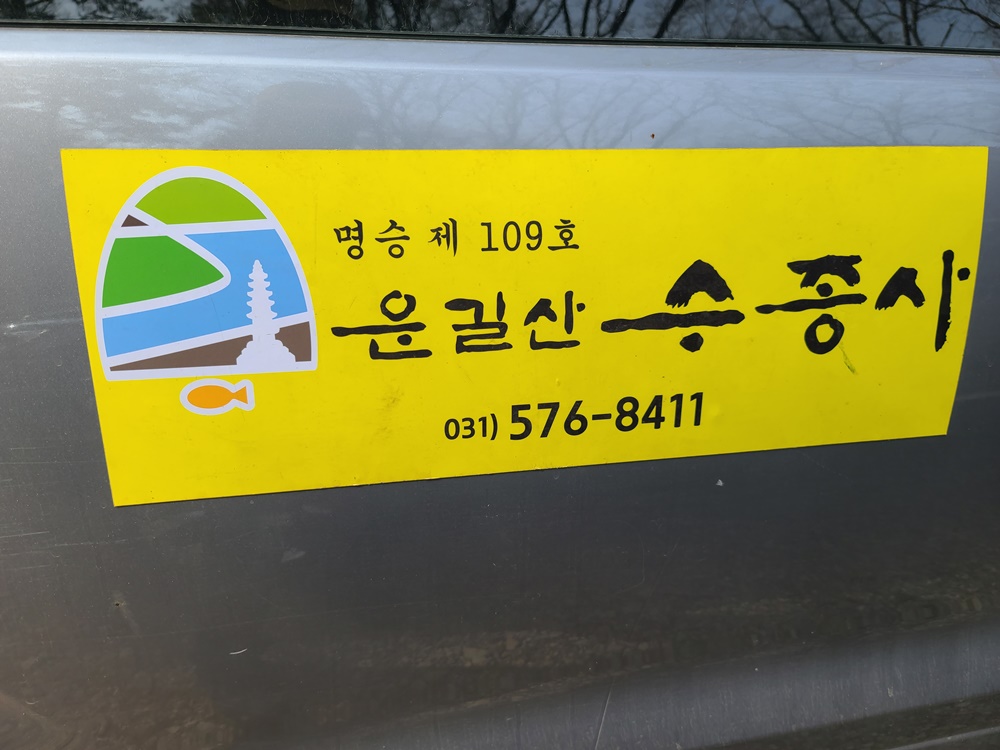 명승 제 109호
운길산 수종사
031) 576-8411